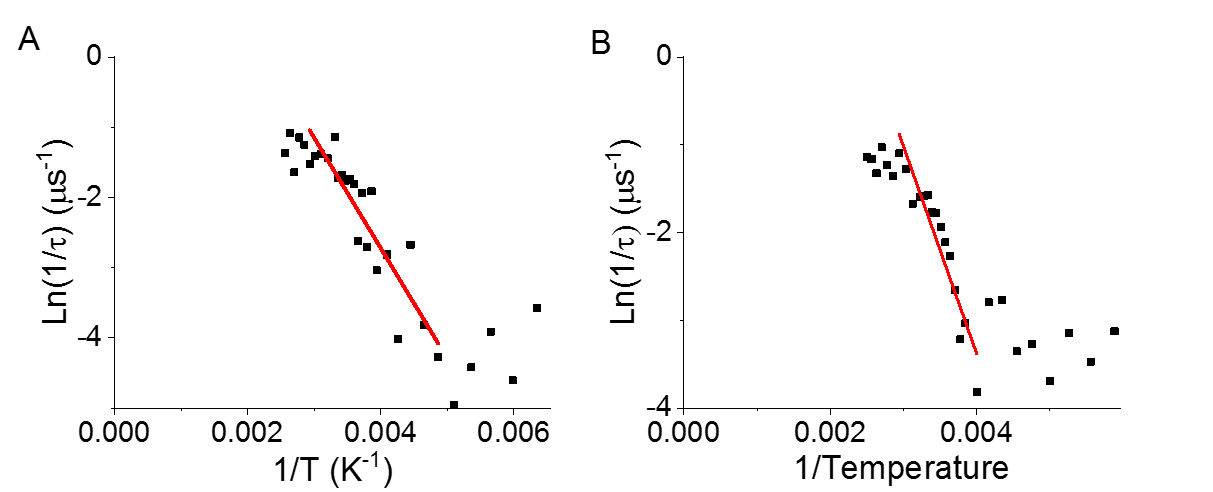 A
B
0
-2
-4
Ln(1/τ) (μs⁻¹)
0.000 0.002 0.004 0.006
1/T (K⁻¹)
0
-2
-4
Ln(1/τ) (μs⁻¹)
0.000 0.002 0.004
1/Temperature